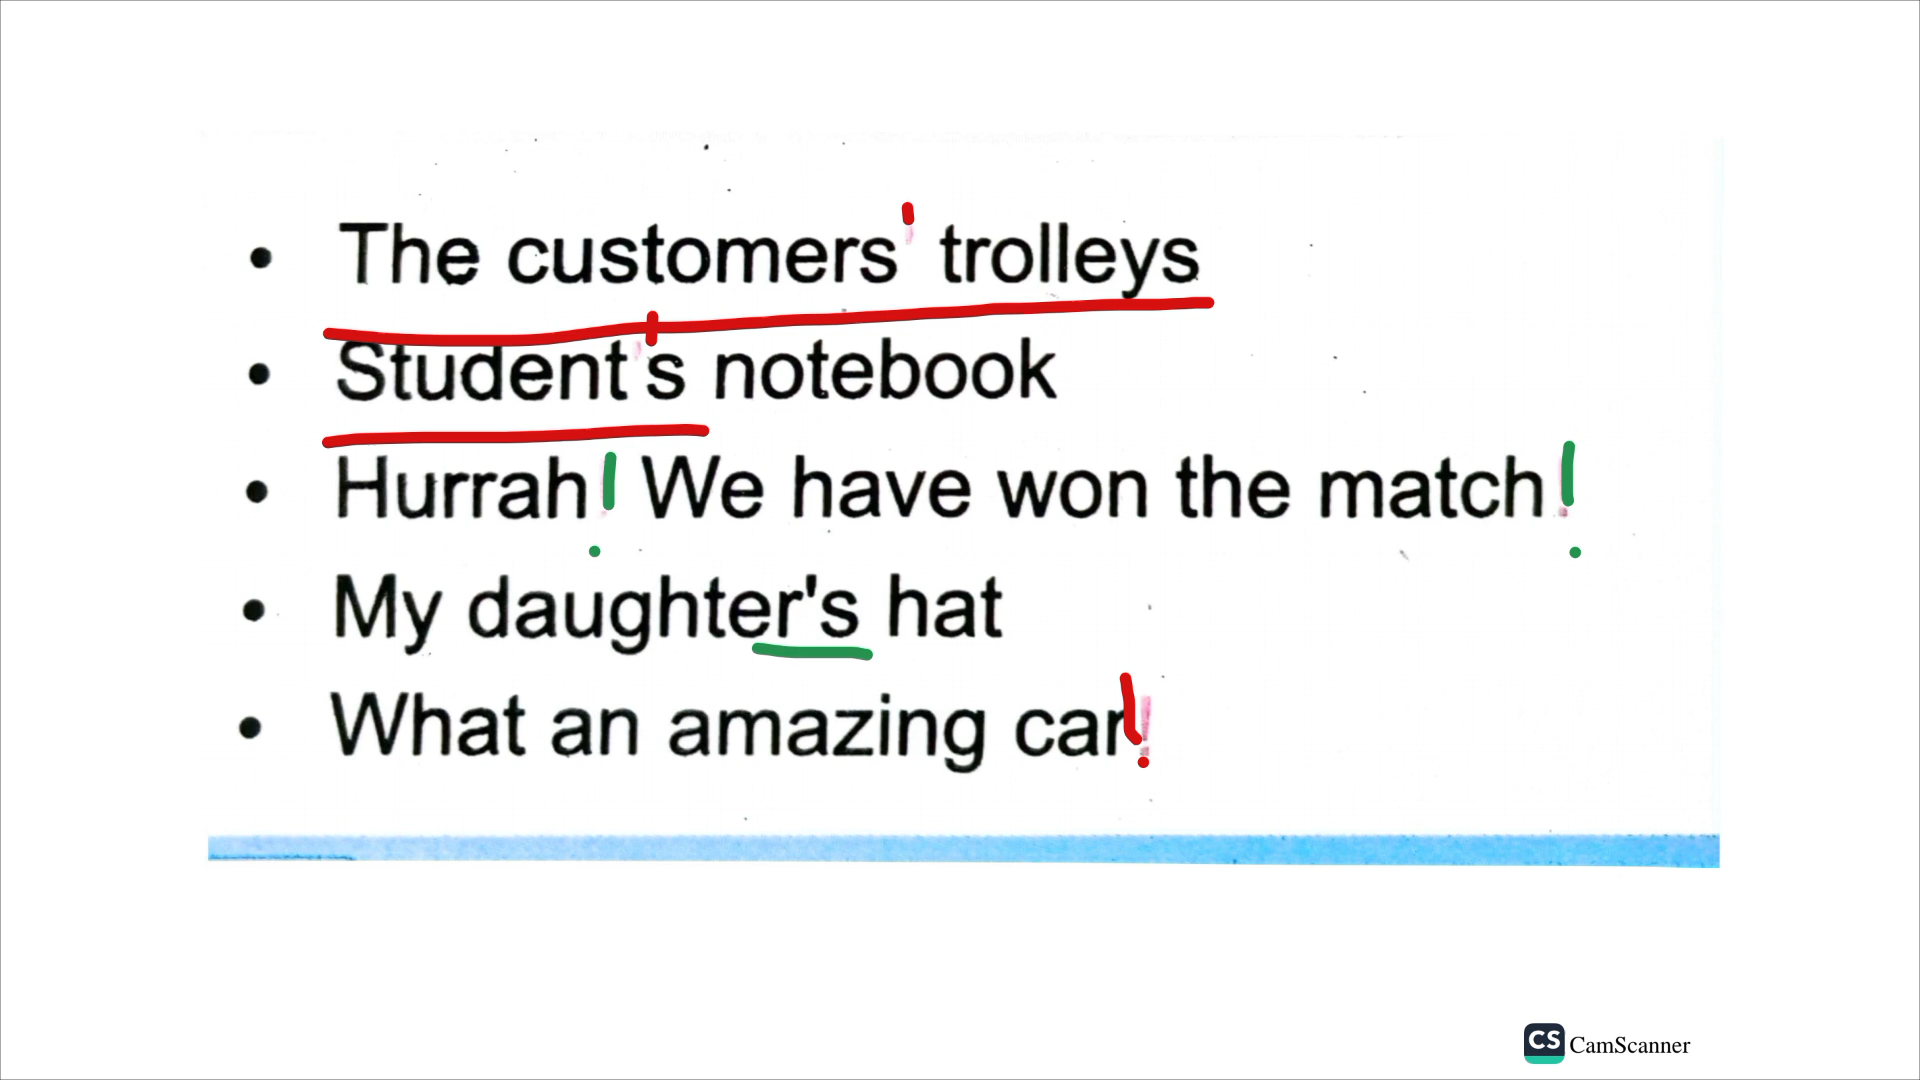 • The customers' trolleys
• Student's notebook
• Hurrah! We have won the match!
• My daughter's hat
• What an amazing car!
CS CamScanner